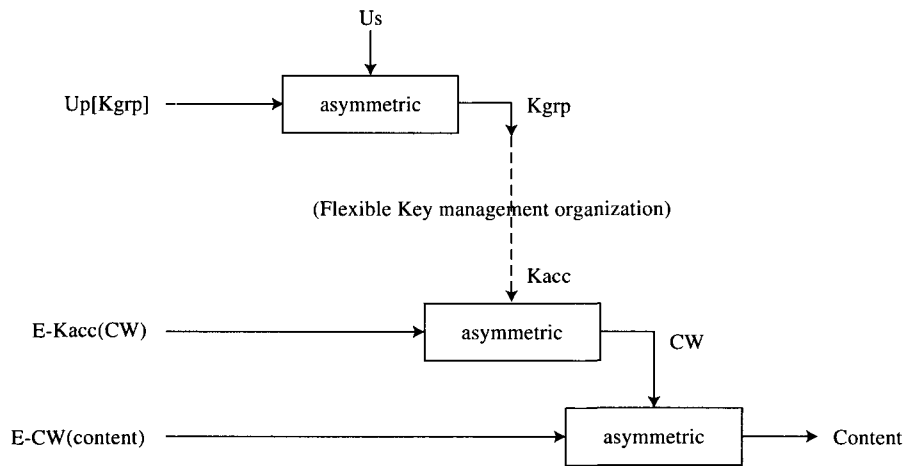 Us
Up[Kgrp]
asymmetric
Kgrp
(Flexible Key management organization)
Kacc
E-Kacc(CW)
asymmetric
CW
E-CW(content)
asymmetric
Content